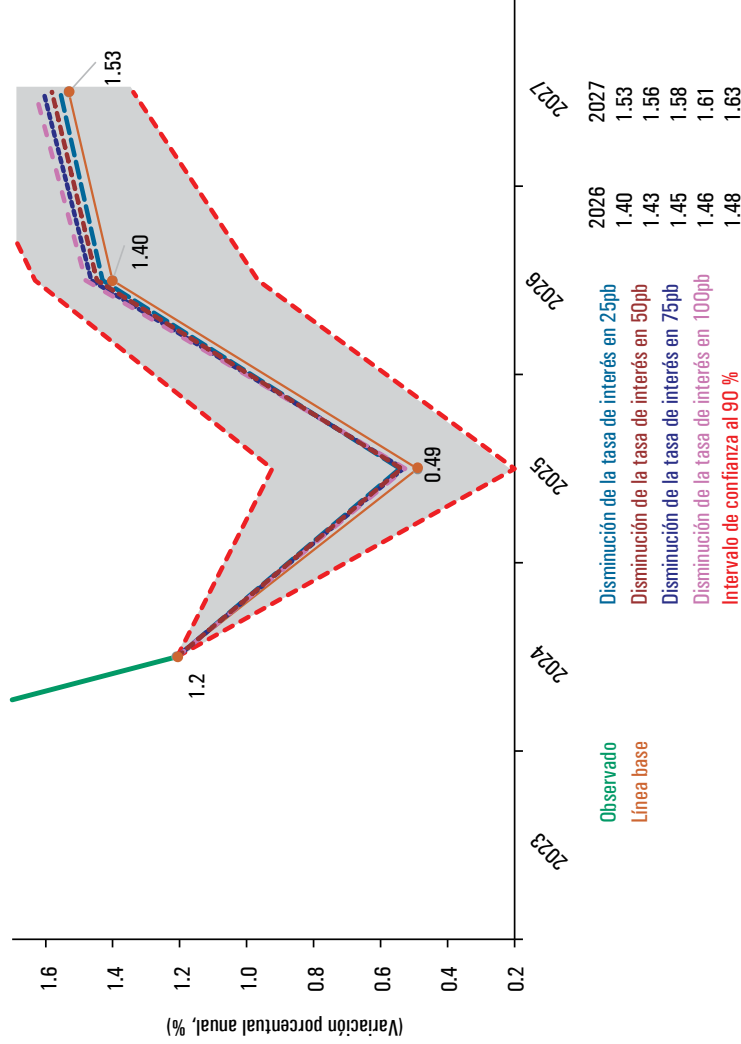 (Variación porcentual anual, %)
1.6
1.4
1.2
1.0
0.8
0.6
0.4
0.2
1.2
0.49
1.40
1.53
2023
2024
2025
2026
2027
Observado
Línea base
2026 2027
1.40 1.53
Disminución de la tasa de interés en 25pb 1.43 1.56
Disminución de la tasa de interés en 50pb 1.45 1.58
Disminución de la tasa de interés en 75pb 1.46 1.61
Disminución de la tasa de interés en 100pb 1.48 1.63
Intervalo de confianza al 90 %